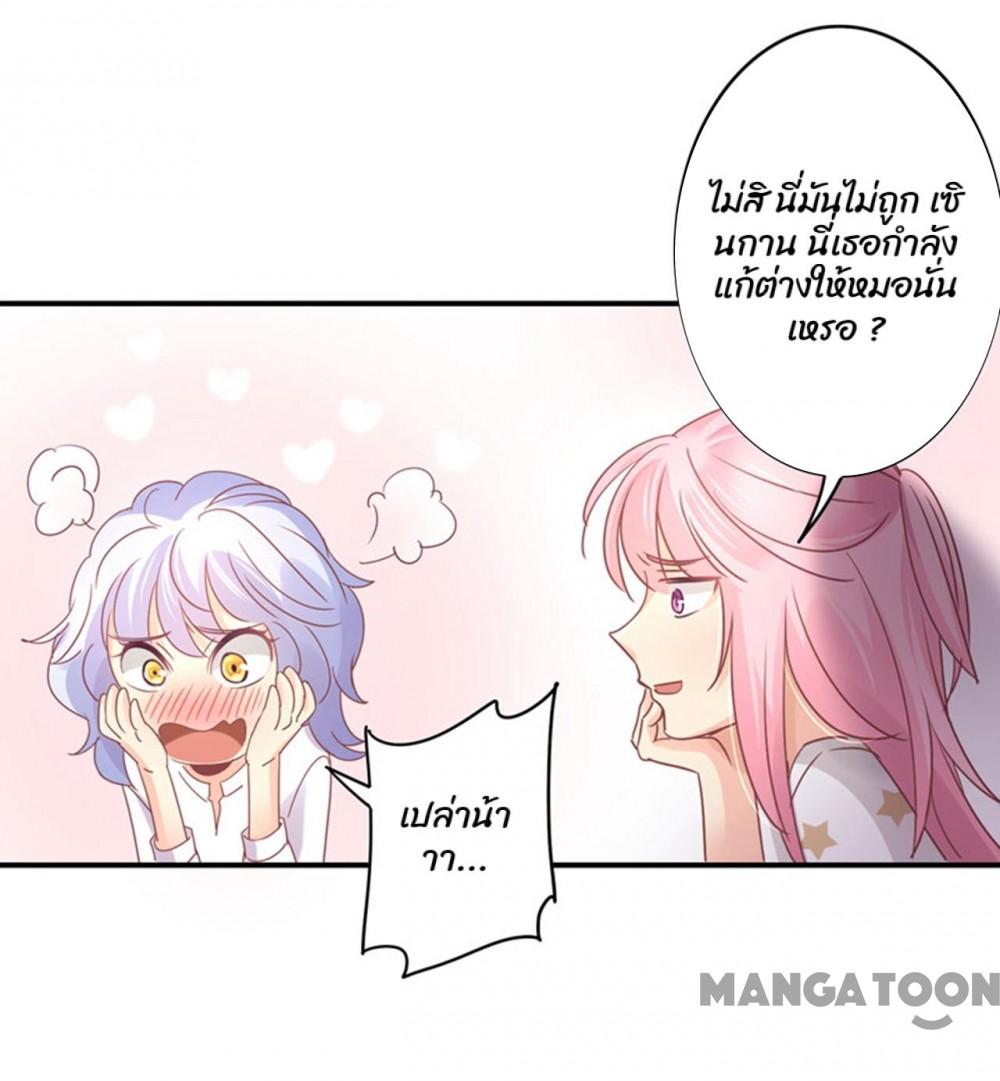 ไม่สิ นี่มันไม่ถูก เซิ
นกาน นี่เธอกำลัง
แก้ต่างให้หมอนั่น
เหรอ ?
เปล่าน้า
าา...
MANGATOON